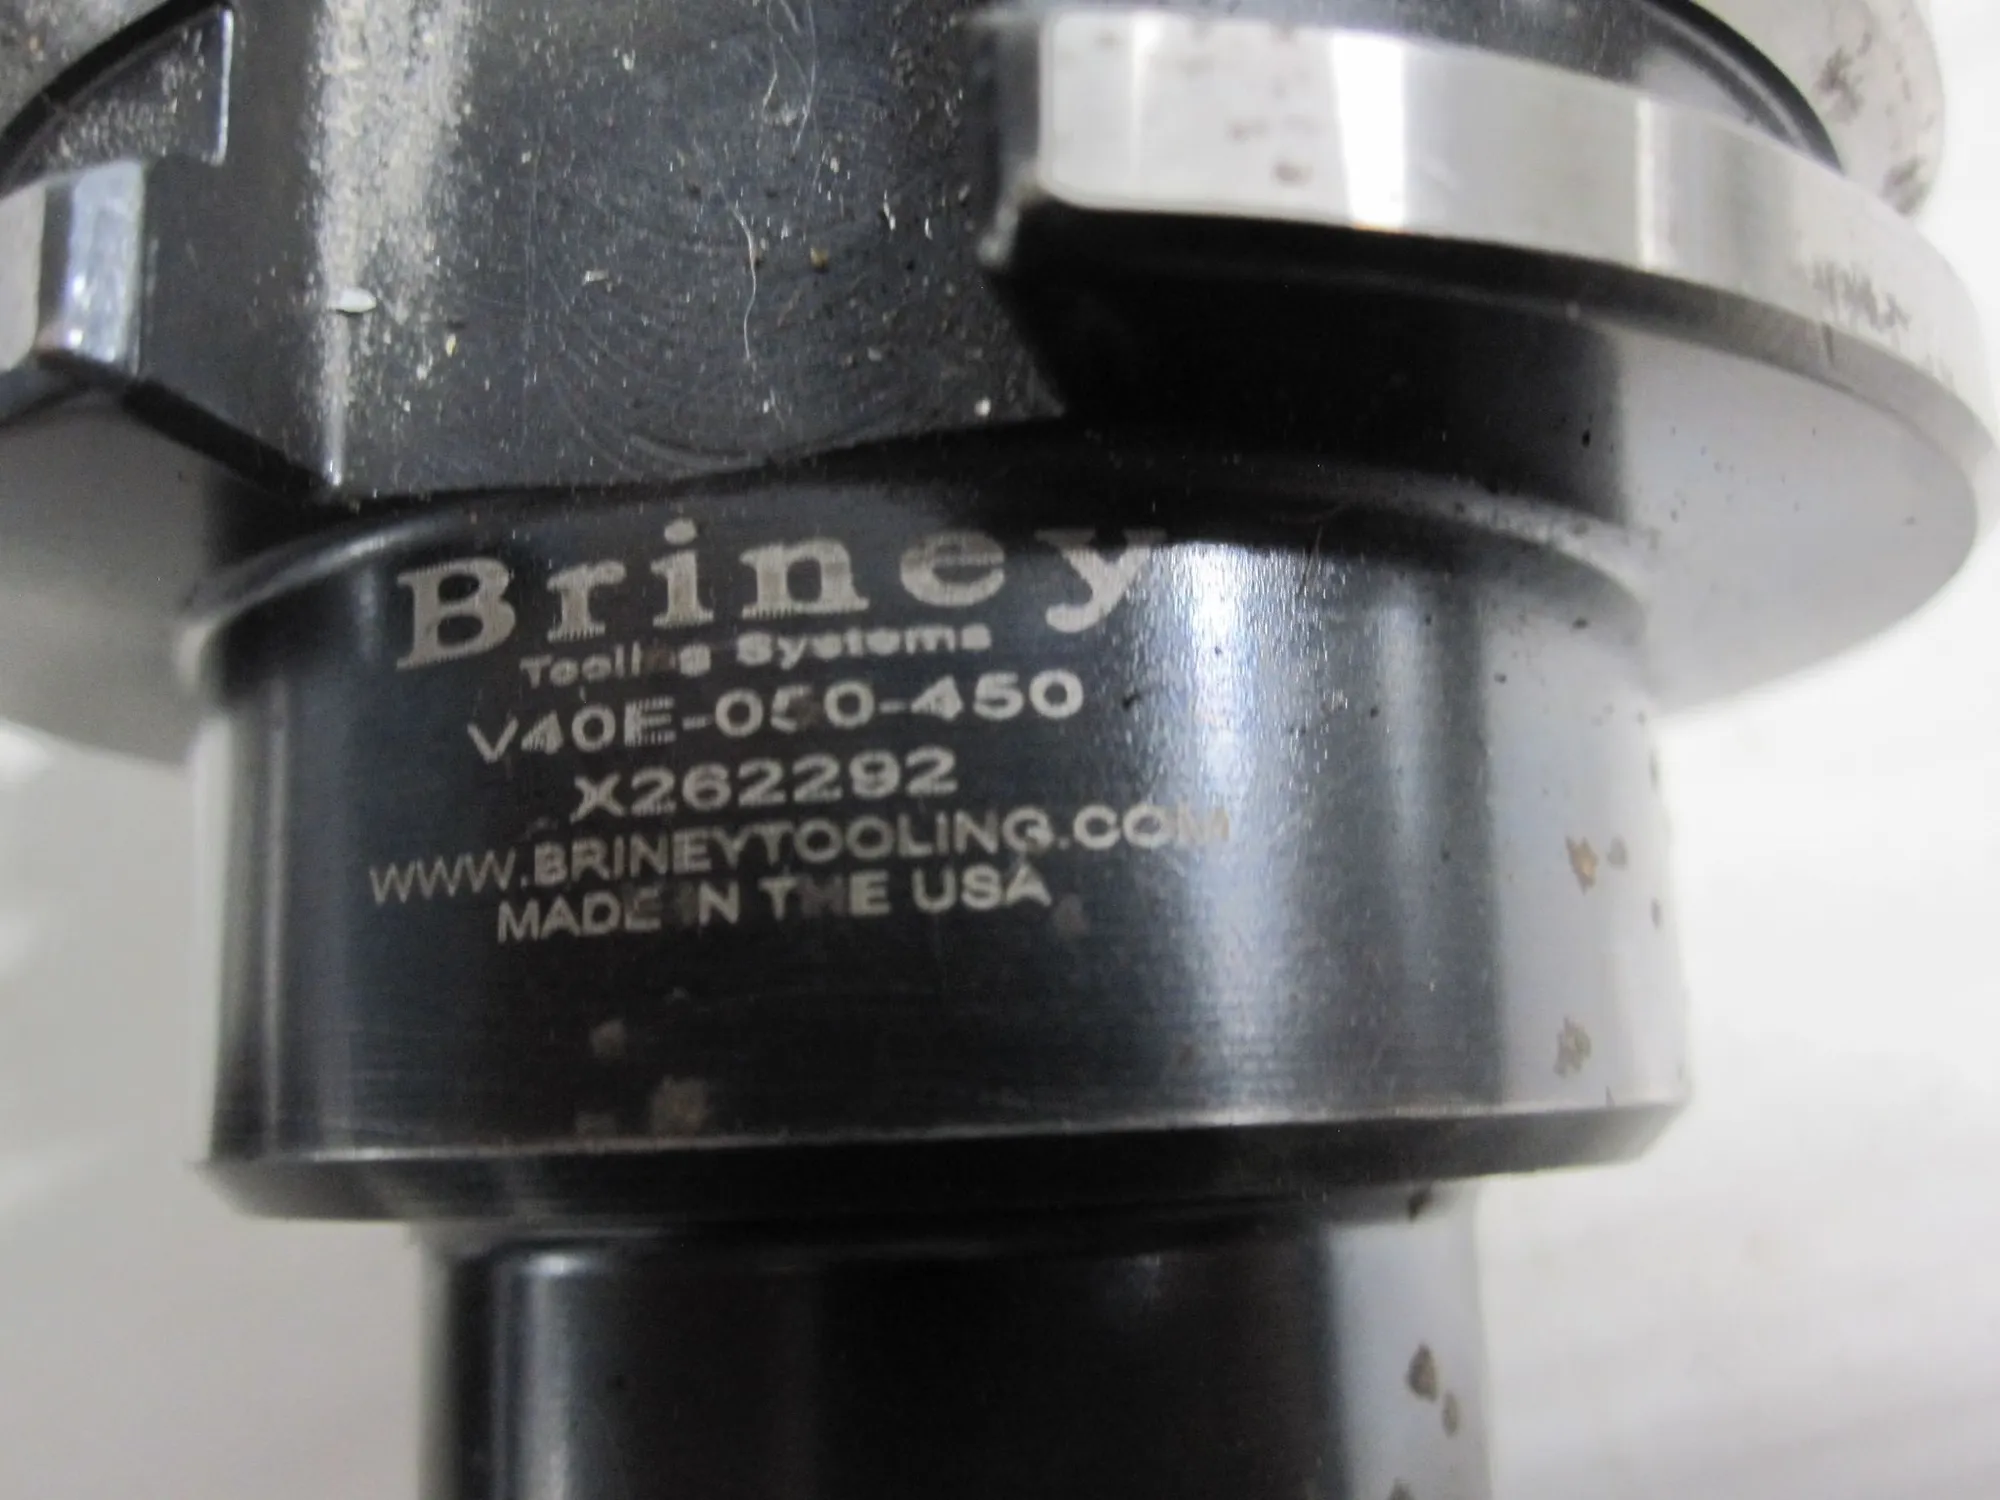 Briney
Tooling Systems
V40E-050-450
X262292
WWW.BRINEYTOOLING.COM
MADE IN THE USA